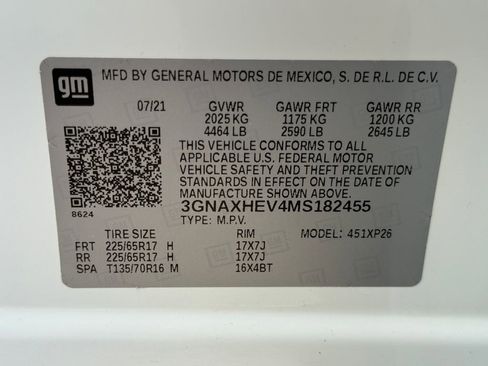 gm
MFD BY GENERAL MOTORS DE MEXICO, S. DE R.L. DE C.V.
07/21 GVWR GAWR FRT GAWR RR
2025 KG 1175 KG 1200 KG
4464 LB 2590 LB 2645 LB
THIS VEHICLE CONFORMS TO ALL
APPLICABLE U.S. FEDERAL MOTOR
VEHICLE SAFETY AND THEFT PREVENTION
STANDARDS IN EFFECT ON THE DATE OF
MANUFACTURE SHOWN ABOVE.
8624
3GNAXHEV4MS182455
TYPE: M.P.V.
TIRE SIZE RIM MODEL: 451XP26
FRT 225/65R17 H 17X7J
RR 225/65R17 H 17X7J
SPA T135/70R16 M 16X4BT